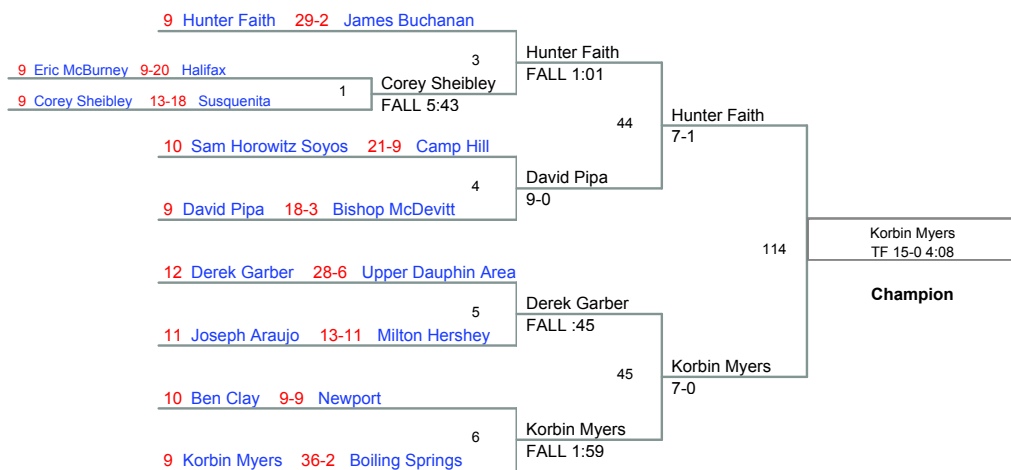 9 Hunter Faith 29-2 James Buchanan
3
Hunter Faith
FALL 1:01
9 Eric McBurney 9-20 Halifax
1
Corey Sheibley
FALL 5:43
9 Corey Sheibley 13-18 Susquenita
44
Hunter Faith
7-1
10 Sam Horowitz Soyos 21-9 Camp Hill
4
David Pipa
9-0
9 David Pipa 18-3 Bishop McDevitt
114
Korbin Myers
TF 15-0 4:08
Champion
12 Derek Garber 28-6 Upper Dauphin Area
5
Derek Garber
FALL :45
11 Joseph Araujo 13-11 Milton Hershey
45
Korbin Myers
7-0
10 Ben Clay 9-9 Newport
6
Korbin Myers
FALL 1:59
9 Korbin Myers 36-2 Boiling Springs